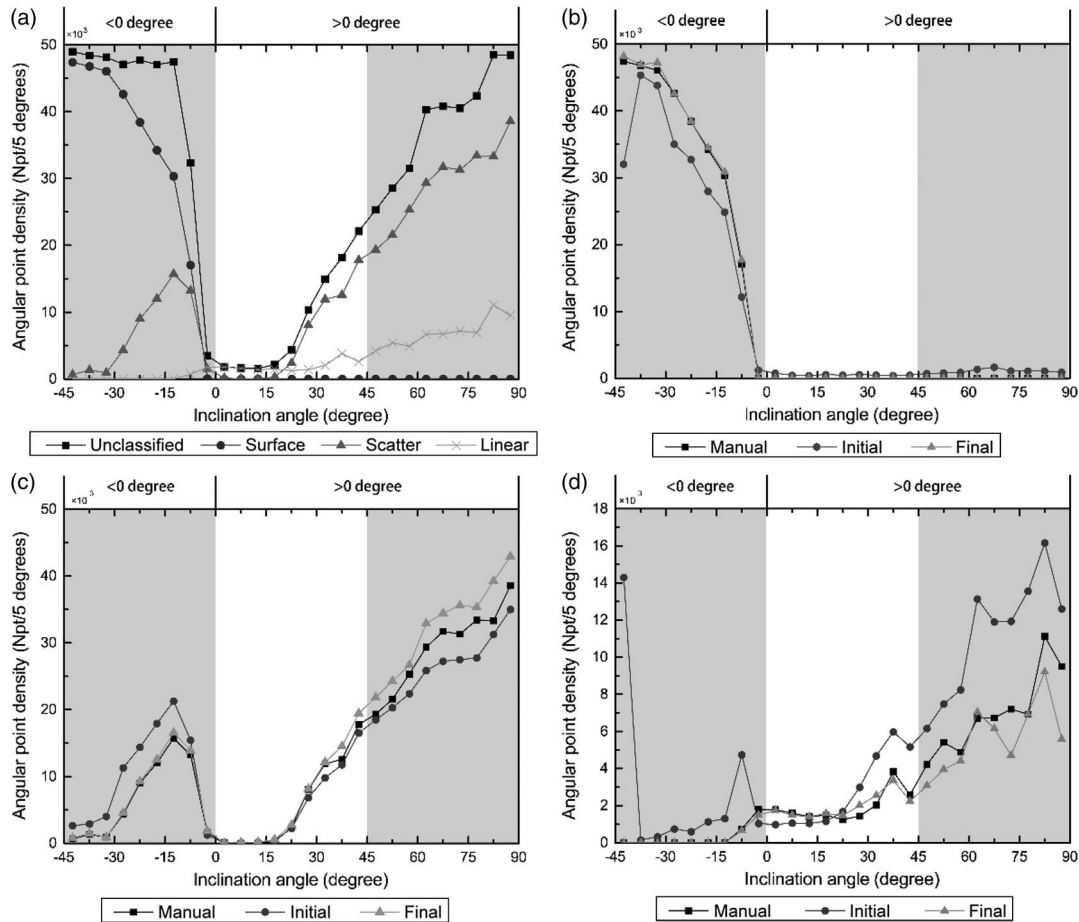 (a)
<0 degree >0 degree
×10³
50
40
30
20
10
0
Angular point density (Npt/5 degrees)
-45 -30 -15 0 15 30 45 60 75 90
Inclination angle (degree)
Unclassified Surface Scatter Linear
(b)
<0 degree >0 degree
×10³
50
40
30
20
10
0
Angular point density (Npt/5 degrees)
-45 -30 -15 0 15 30 45 60 75 90
Inclination angle (degree)
Manual Initial Final
(c)
<0 degree >0 degree
×10³
50
40
30
20
10
0
Angular point density (Npt/5 degrees)
-45 -30 -15 0 15 30 45 60 75 90
Inclination angle (degree)
Manual Initial Final
(d)
<0 degree >0 degree
×10³
18
16
14
12
10
8
6
4
2
0
Angular point density (Npt/5 degrees)
-45 -30 -15 0 15 30 45 60 75 90
Inclination angle (degree)
Manual Initial Final